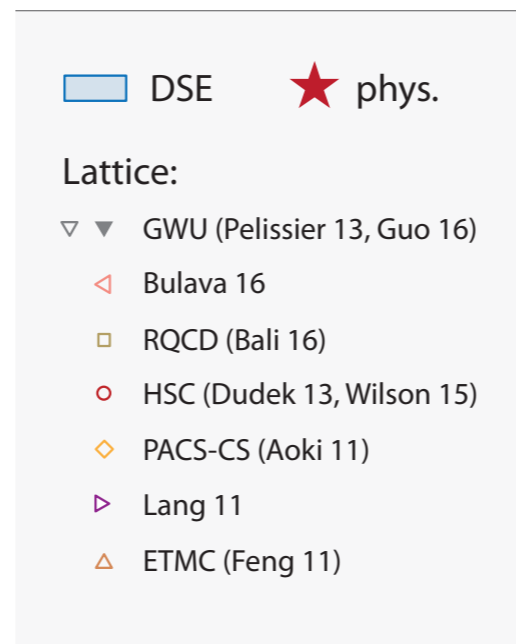 DSE phys.
Lattice:
GWU (Pelissier 13, Guo 16)
Bulava 16
RQCD (Bali 16)
HSC (Dudek 13, Wilson 15)
PACS-CS (Aoki 11)
Lang 11
ETMC (Feng 11)